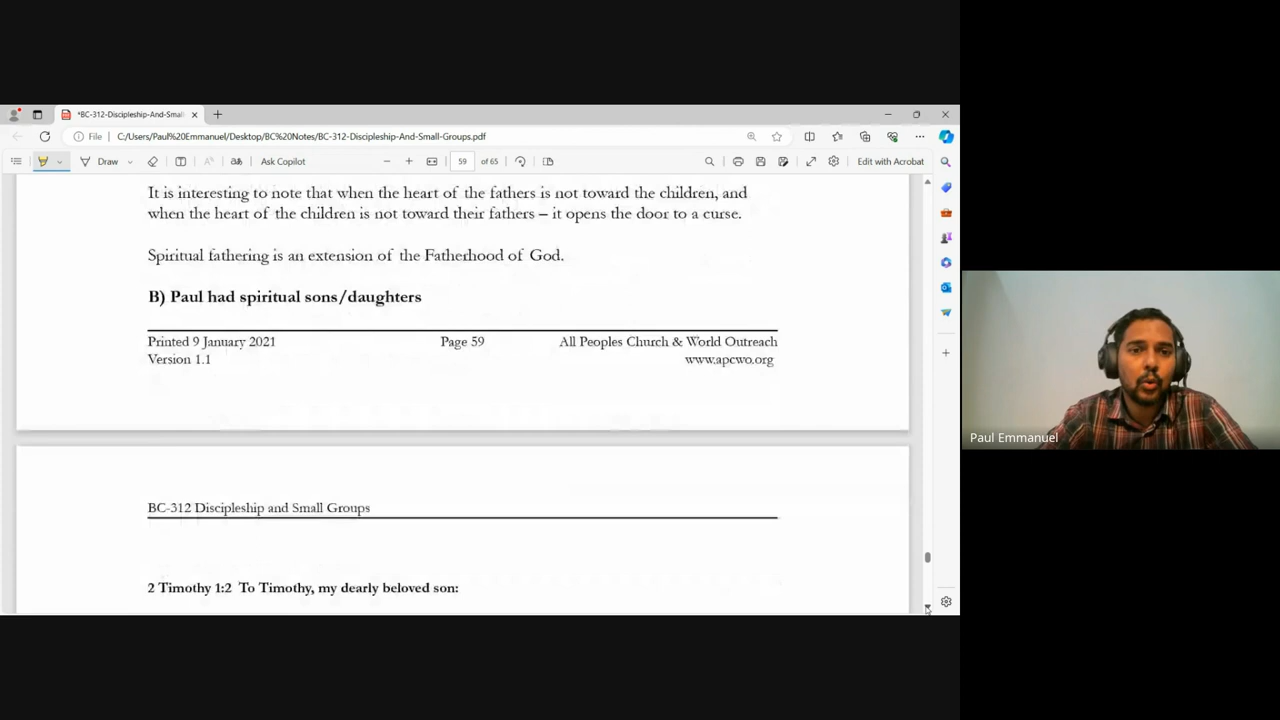 *BC-312-Discipleship-And-Smal
File C:/Users/Paul%20Emmanuel/Desktop/BC%20Notes/BC-312-Discipleship-And-Small-Groups.pdf
Draw Ask Copilot 59 of 65 Edit with Acrobat
It is interesting to note that when the heart of the fathers is not toward the children, and
when the heart of the children is not toward their fathers – it opens the door to a curse.
Spiritual fathering is an extension of the Fatherhood of God.
B) Paul had spiritual sons/daughters
Printed 9 January 2021 Page 59 All Peoples Church & World Outreach
Version 1.1 www.apcwo.org
BC-312 Discipleship and Small Groups
2 Timothy 1:2 To Timothy, my dearly beloved son:
Paul Emmanuel